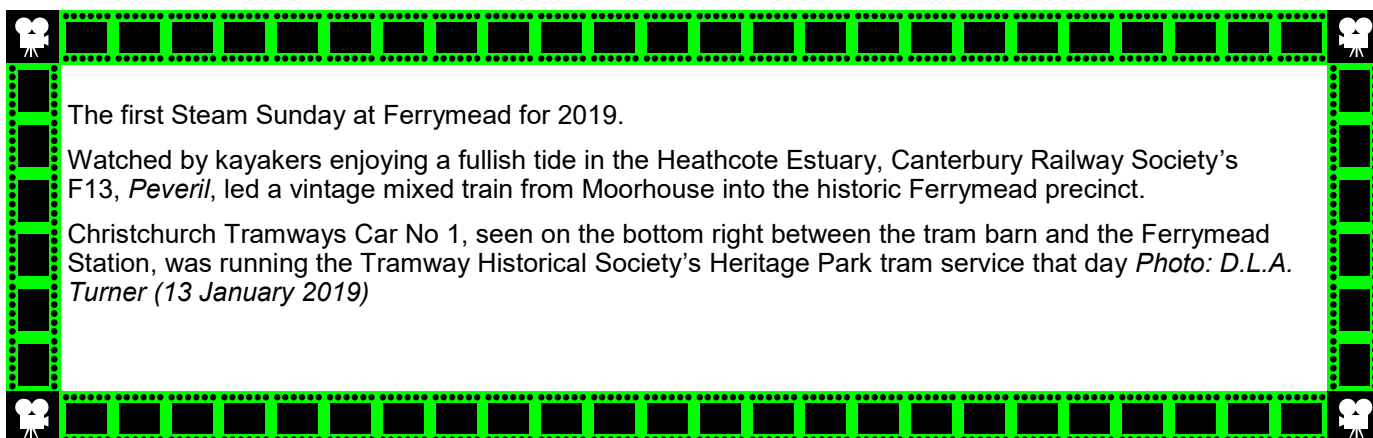 The first Steam Sunday at Ferrymead for 2019.
Watched by kayakers enjoying a fullish tide in the Heathcote Estuary, Canterbury Railway Society’s
F13, Peveril, led a vintage mixed train from Moorhouse into the historic Ferrymead precinct.
Christchurch Tramways Car No 1, seen on the bottom right between the tram barn and the Ferrymead
Station, was running the Tramway Historical Society’s Heritage Park tram service that day Photo: D.L.A.
Turner (13 January 2019)